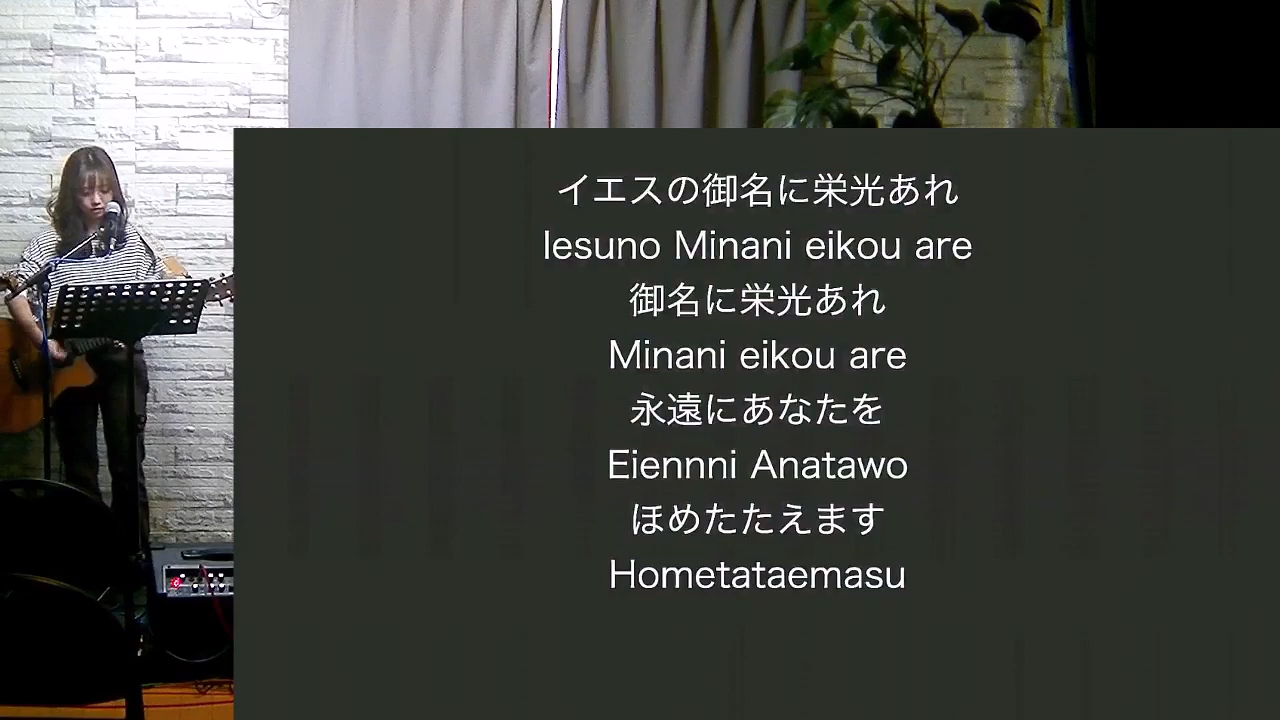 イエスの御名に栄光あれ
Iesuno Minani eikou are
御名に栄光あれ
Minani eikou are
永遠にあなたを
Eiennni Anatawo
ほめたたえます
Hometataemasu